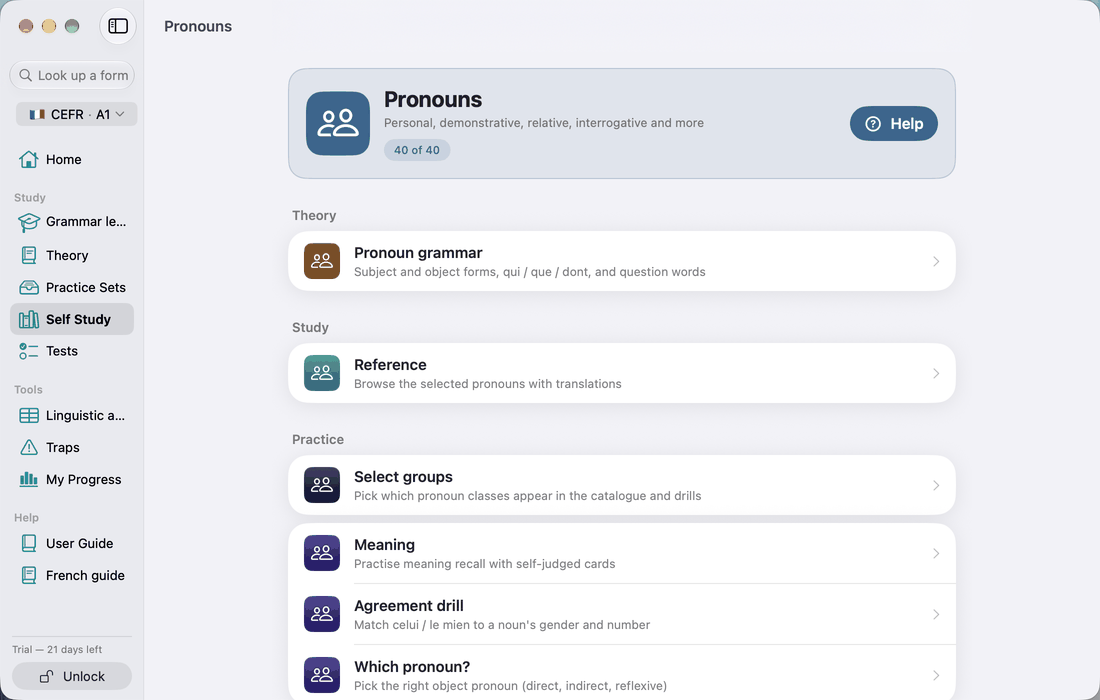 Pronouns
Look up a form
CEFR · A1
Home
Study
Grammar le...
Theory
Practice Sets
Self Study
Tests
Tools
Linguistic a...
Traps
My Progress
Help
User Guide
French guide
Trial — 21 days left
Unlock
Pronouns
Personal, demonstrative, relative, interrogative and more
40 of 40
Help
Theory
Pronoun grammar
Subject and object forms, qui / que / dont, and question words
Study
Reference
Browse the selected pronouns with translations
Practice
Select groups
Pick which pronoun classes appear in the catalogue and drills
Meaning
Practise meaning recall with self-judged cards
Agreement drill
Match celui / le mien to a noun's gender and number
Which pronoun?
Pick the right object pronoun (direct, indirect, reflexive)